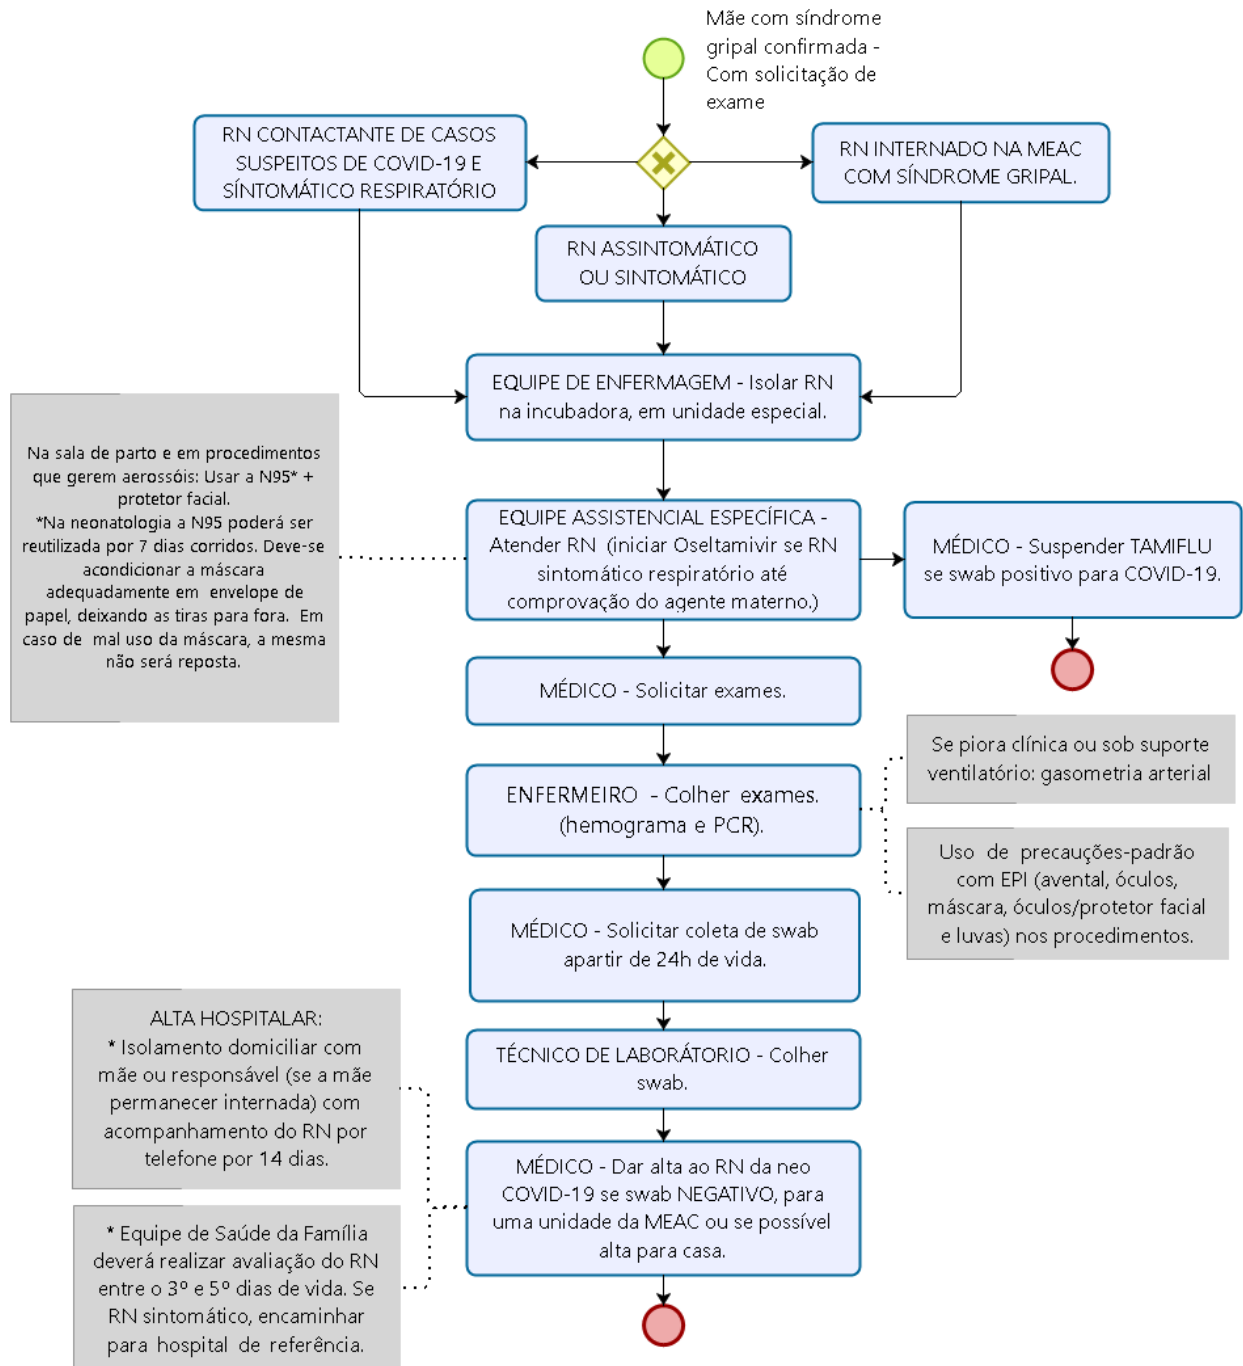 Mãe com síndrome
gripal confirmada -
Com solicitação de
exame
RN CONTACTANTE DE CASOS
SUSPEITOS DE COVID-19 E
SÍNTOMÁTICO RESPIRATÓRIO
RN INTERNADO NA MEAC
COM SÍNDROME GRIPAL.
RN ASSINTOMÁTICO
OU SINTOMÁTICO
EQUIPE DE ENFERMAGEM - Isolar RN
na incubadora, em unidade especial.
Na sala de parto e em procedimentos
que gerem aerossóis: Usar a N95* +
protetor facial.
*Na neonatologia a N95 poderá ser
reutilizada por 7 dias corridos. Deve-se
acondicionar a máscara
adequadamente em envelope de
papel, deixando as tiras para fora. Em
caso de mal uso da máscara, a mesma
não será reposta.
EQUIPE ASSISTENCIAL ESPECÍFICA -
Atender RN (iniciar Oseltamivir se RN
sintomático respiratório até
comprovação do agente materno.)
MÉDICO - Suspender TAMIFLU
se swab positivo para COVID-19.
MÉDICO - Solicitar exames.
ENFERMEIRO - Colher exames.
(hemograma e PCR).
Se piora clínica ou sob suporte
ventilatório: gasometria arterial
Uso de precauções-padrão
com EPI (avental, óculos,
máscara, óculos/protetor facial
e luvas) nos procedimentos.
MÉDICO - Solicitar coleta de swab
apartir de 24h de vida.
TÉCNICO DE LABORÁTORIO - Colher
swab.
ALTA HOSPITALAR:
* Isolamento domiciliar com
mãe ou responsável (se a mãe
permanecer internada) com
acompanhamento do RN por
telefone por 14 dias.
MÉDICO - Dar alta ao RN da neo
COVID-19 se swab NEGATIVO, para
uma unidade da MEAC ou se possível
alta para casa.
* Equipe de Saúde da Família
deverá realizar avaliação do RN
entre o 3º e 5º dias de vida. Se
RN sintomático, encaminhar
para hospital de referência.